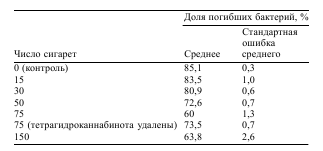 Доля погибших бактерий, %
Стандартная
ошибка
Число сигарет Среднее среднего
0 (контроль) 85,1 0,3
15 83,5 1,0
30 80,9 0,6
50 72,6 0,7
75 60 1,3
75 (тетрагидроканнабинота удалены) 73,5 0,7
150 63,8 2,6